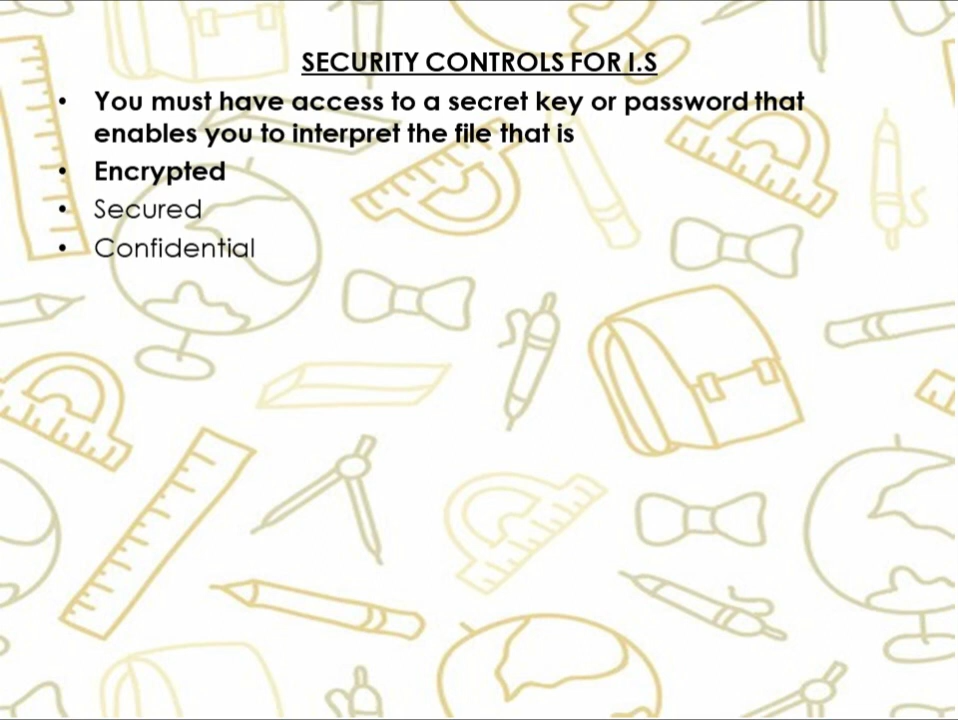 SECURITY CONTROLS FOR I.S
• You must have access to a secret key or password that
enables you to interpret the file that is
• Encrypted
• Secured
• Confidential